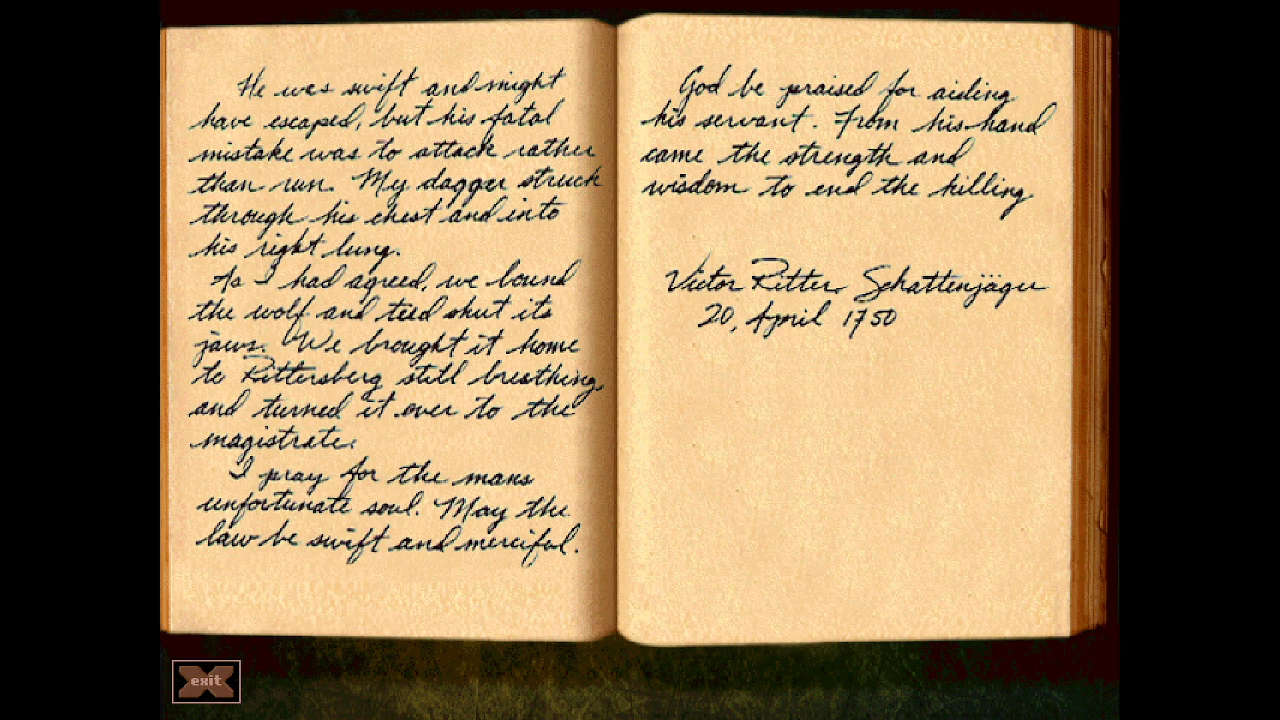 He was swift and might
have escaped, but his fatal
mistake was to attack rather
than run. My dagger struck
through his chest and into
his right lung.
As I had agreed, we bound
the wolf and tied shut its
jaws. We brought it home
to Rittersberg still breathing
and turned it over to the
magistrate.
I pray for the mans
unfortunate soul. May the
law be swift and merciful.
God be praised for aiding
his servant. From his hand
came the strength and
wisdom to end the killing
Victor Ritter, Schattenjäger
20, April 1750
exit